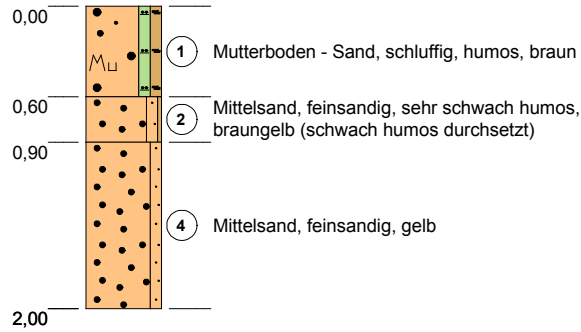 0,00
1 Mutterboden - Sand, schluffig, humos, braun
Mu
0,60
2 Mittelsand, feinsandig, sehr schwach humos,
braungelb (schwach humos durchsetzt)
0,90
4 Mittelsand, feinsandig, gelb
2,00